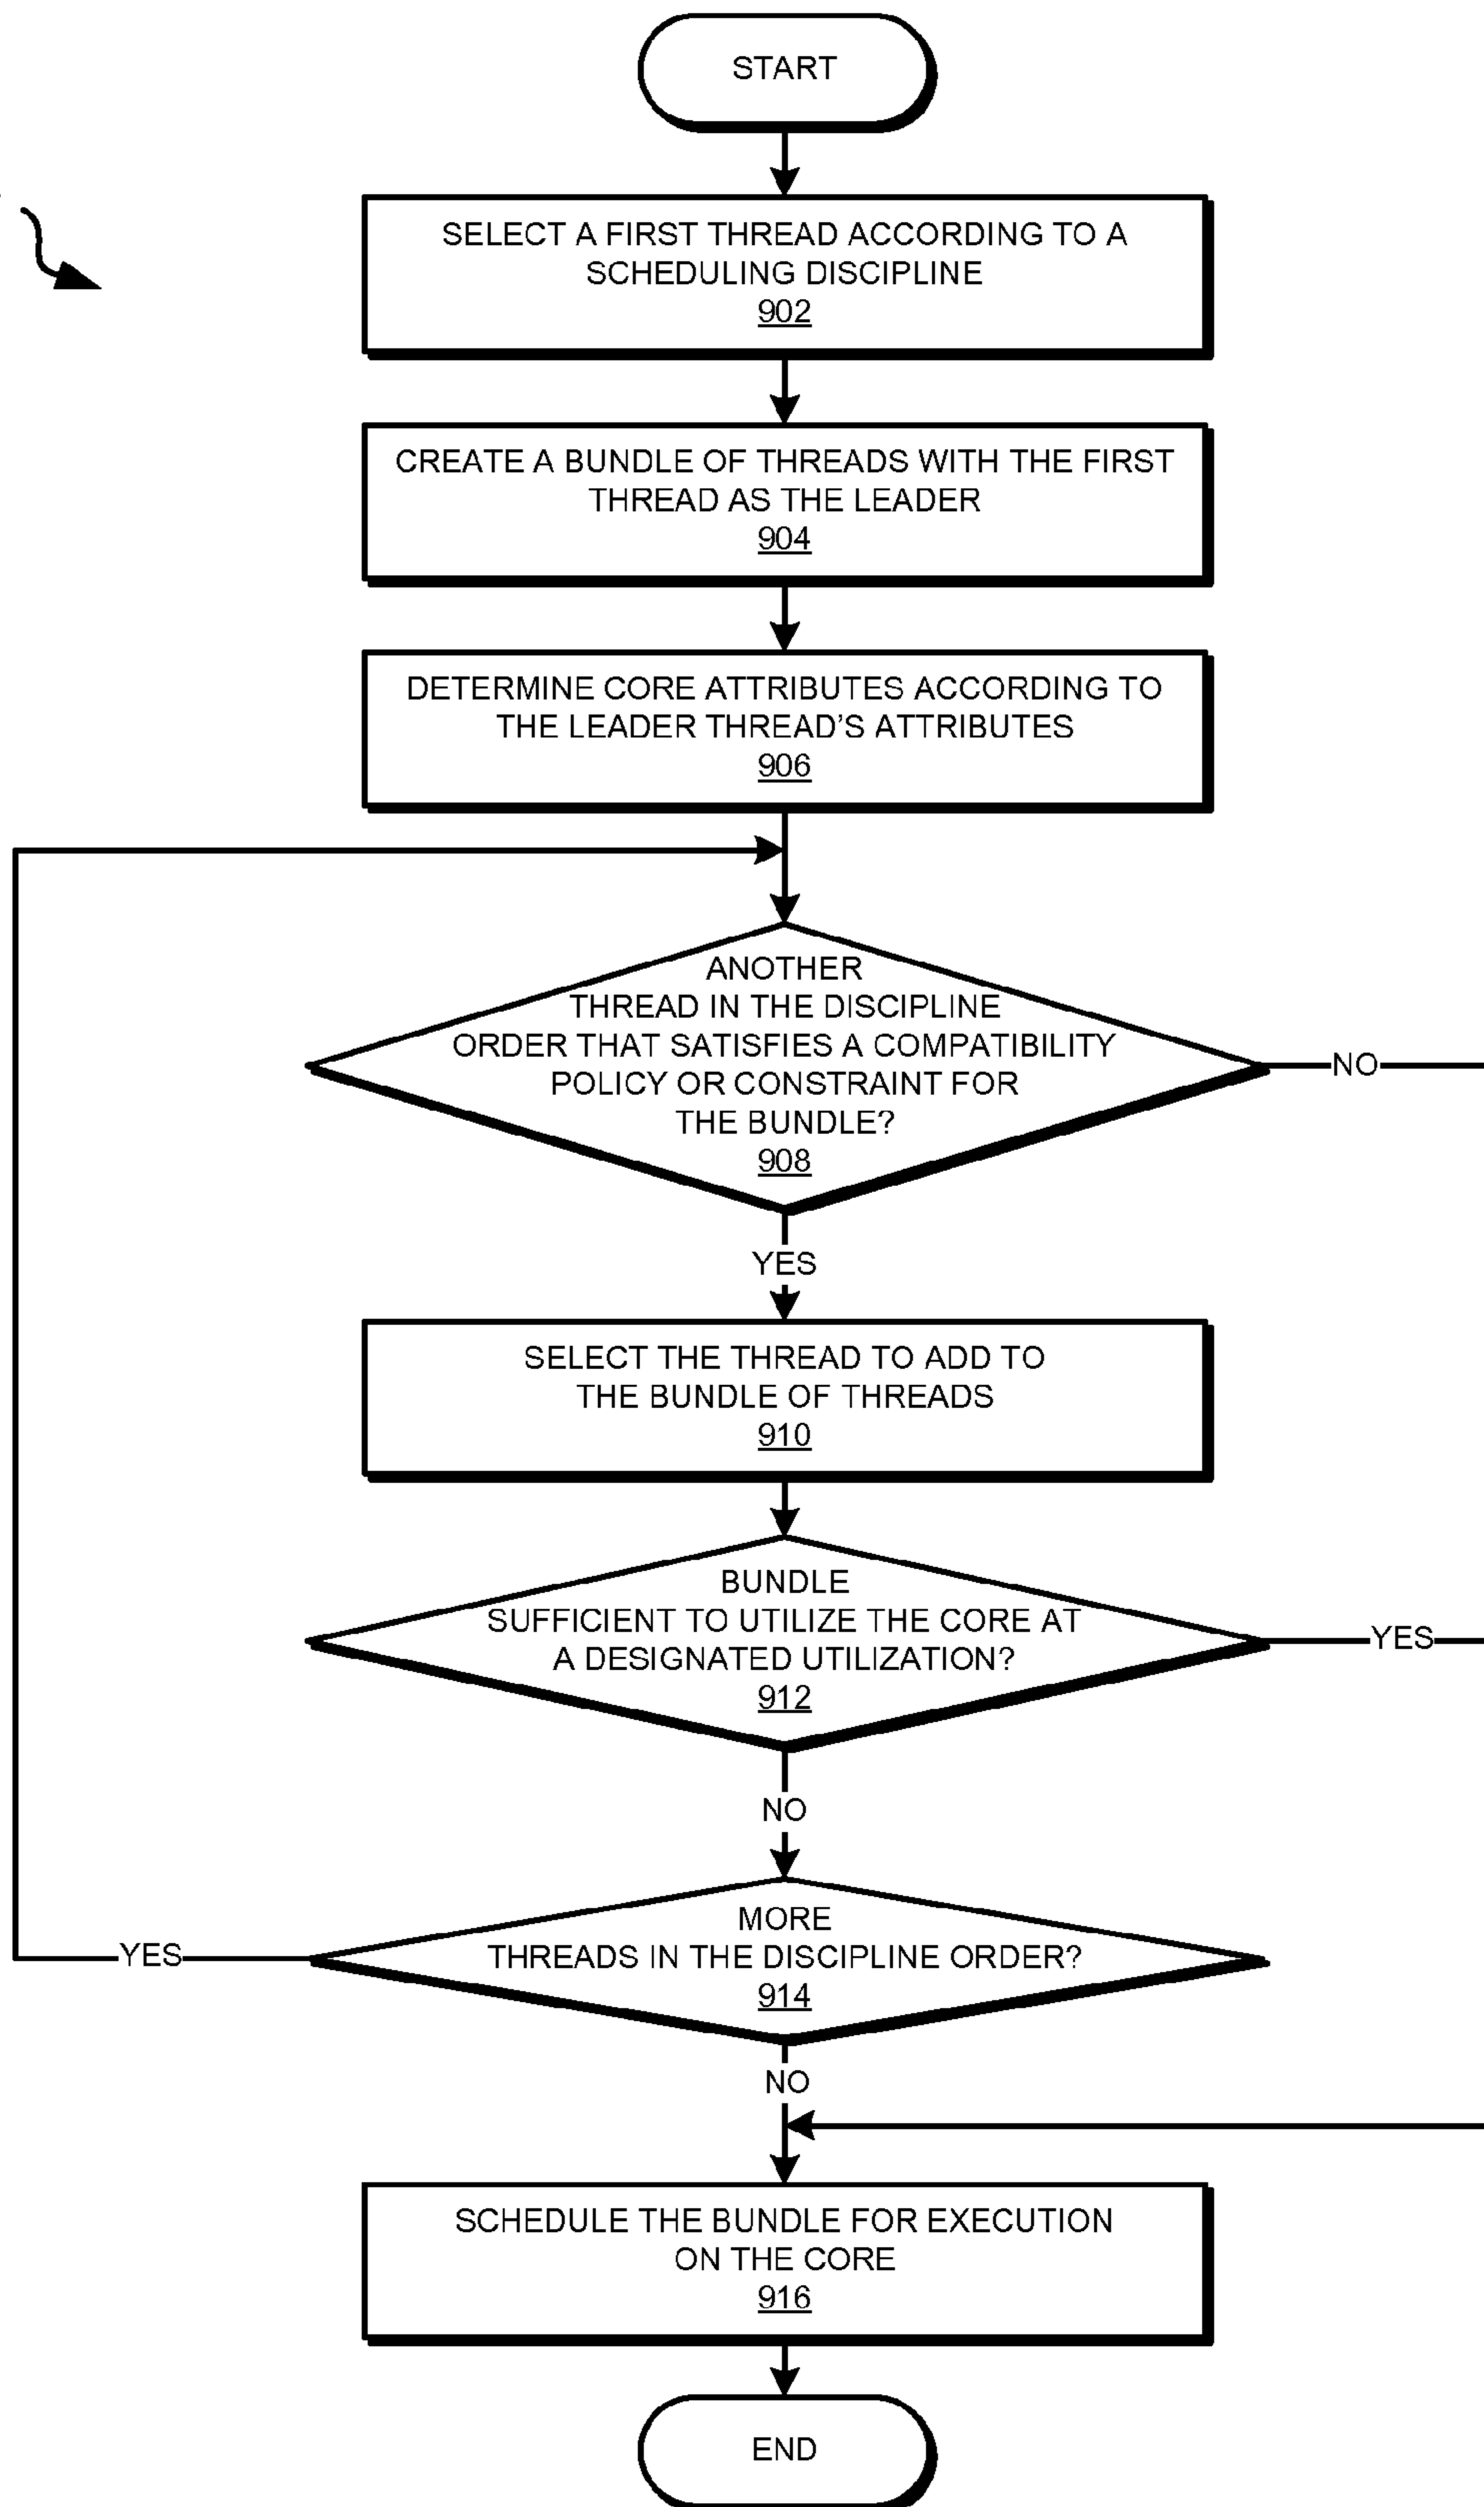 START
SELECT A FIRST THREAD ACCORDING TO A
SCHEDULING DISCIPLINE
902
CREATE A BUNDLE OF THREADS WITH THE FIRST
THREAD AS THE LEADER
904
DETERMINE CORE ATTRIBUTES ACCORDING TO
THE LEADER THREAD'S ATTRIBUTES
906
ANOTHER
THREAD IN THE DISCIPLINE
ORDER THAT SATISFIES A COMPATIBILITY
POLICY OR CONSTRAINT FOR
THE BUNDLE?
908
NO
YES
SELECT THE THREAD TO ADD TO
THE BUNDLE OF THREADS
910
BUNDLE
SUFFICIENT TO UTILIZE THE CORE AT
A DESIGNATED UTILIZATION?
912
YES
NO
MORE
THREADS IN THE DISCIPLINE ORDER?
914
YES
NO
SCHEDULE THE BUNDLE FOR EXECUTION
ON THE CORE
916
END